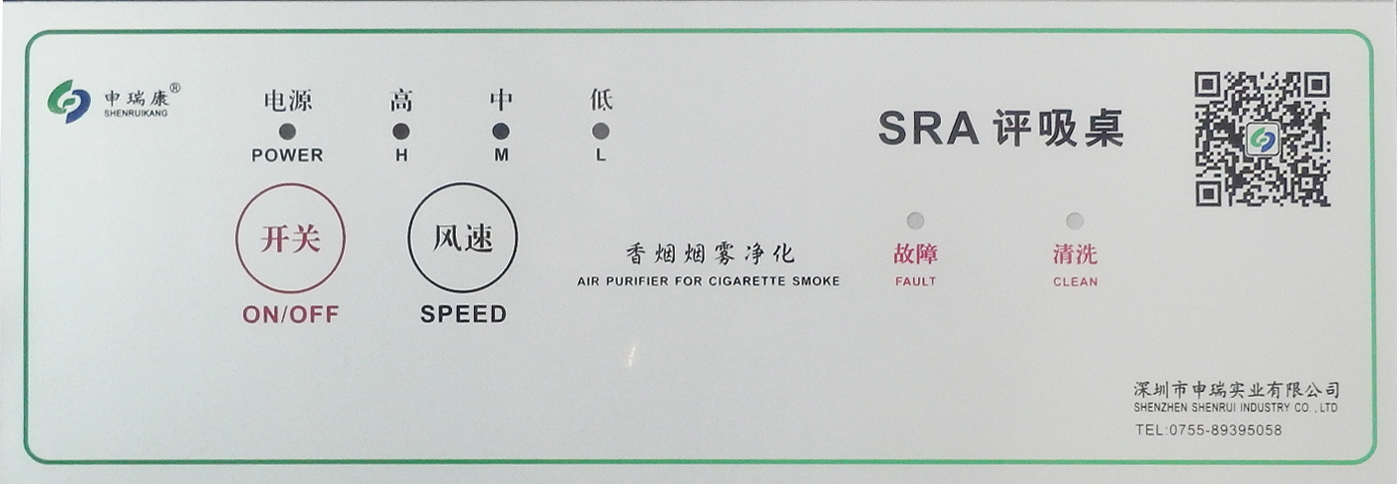 申瑞康®
SHENRUIKANG
电源 高 中 低
POWER H M L
SRA 评吸桌
开关 风速
ON/OFF SPEED
香烟烟雾净化
AIR PURIFIER FOR CIGARETTE SMOKE
故障 清洗
FAULT CLEAN
深圳市申瑞实业有限公司
SHENZHEN SHENRUI INDUSTRY CO.,LTD
TEL:0755-89395058